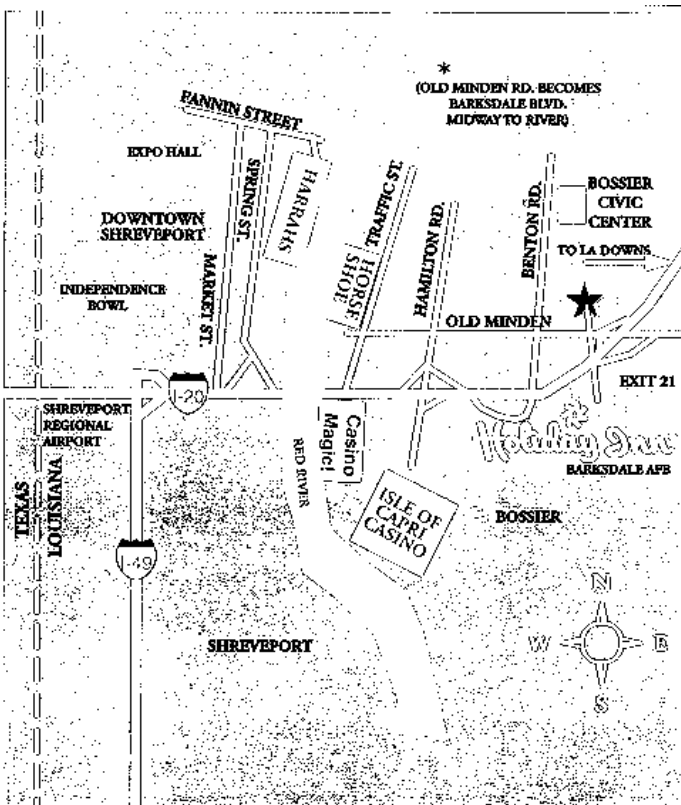 *
(OLD MINDEN RD. BECOMES
BARKSDALE BLVD.
MIDWAY TO RIVER)
FANNIN STREET
EXPO HALL
SPRING ST.
HARRAHS
TRAFFIC ST.
BENTON RD.
BOSSIER
CIVIC
CENTER
DOWNTOWN
SHREVEPORT
HORSE
SHOE
HAMILTON RD.
TO LA DOWNS
MARKET ST.
INDEPENDENCE
BOWL
OLD MINDEN
I-20
EXIT 21
SHREVEPORT
REGIONAL
AIRPORT
Casino
Magic!
RED RIVER
Holiday Inn
BARKSDALE AFB
TEXAS
LOUISIANA
ISLE OF
CAPRI
CASINO
BOSSIER
I-49
SHREVEPORT
N
W
E
S